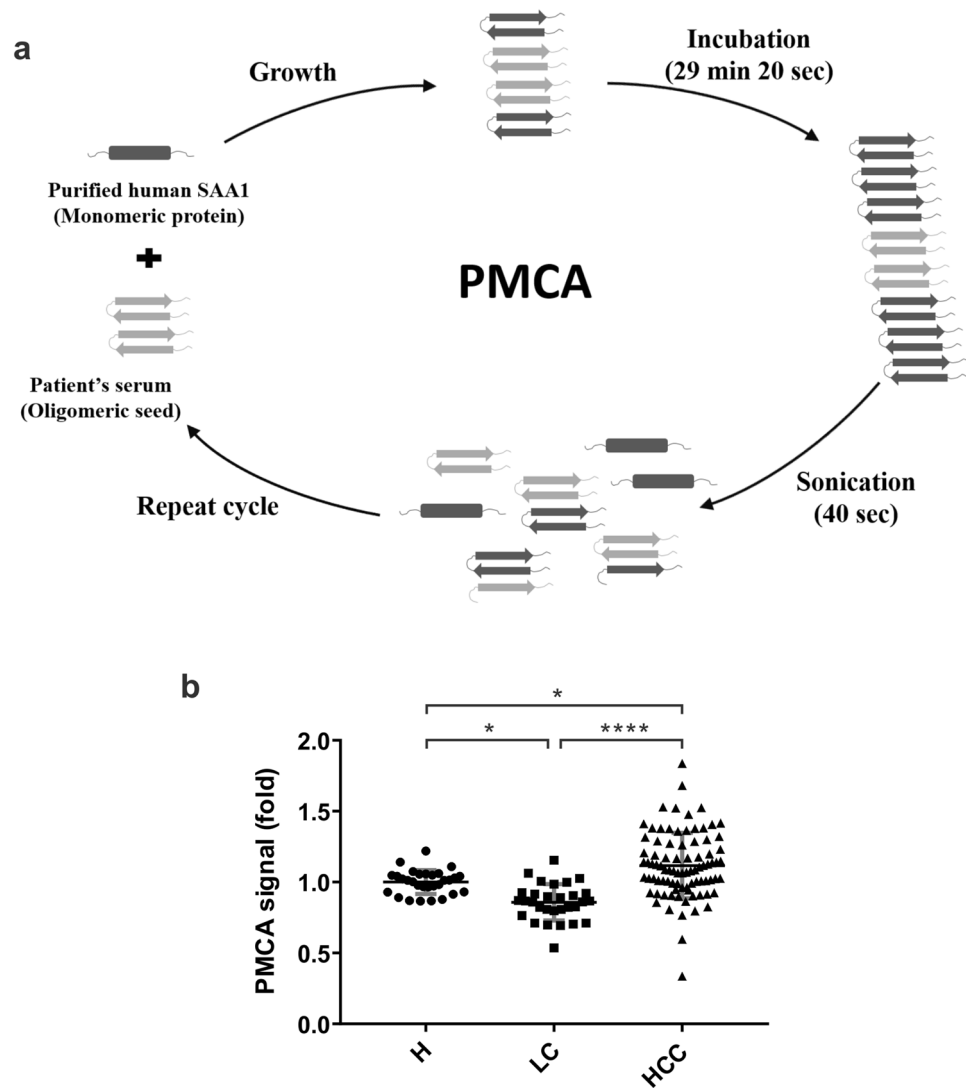 a
Growth
Incubation
(29 min 20 sec)
Purified human SAA1
(Monomeric protein)
+
PMCA
Patient's serum
(Oligomeric seed)
Sonication
(40 sec)
Repeat cycle
b
*
* ****
2.0
1.5
1.0
0.5
0.0
PMCA signal (fold)
H LC HCC